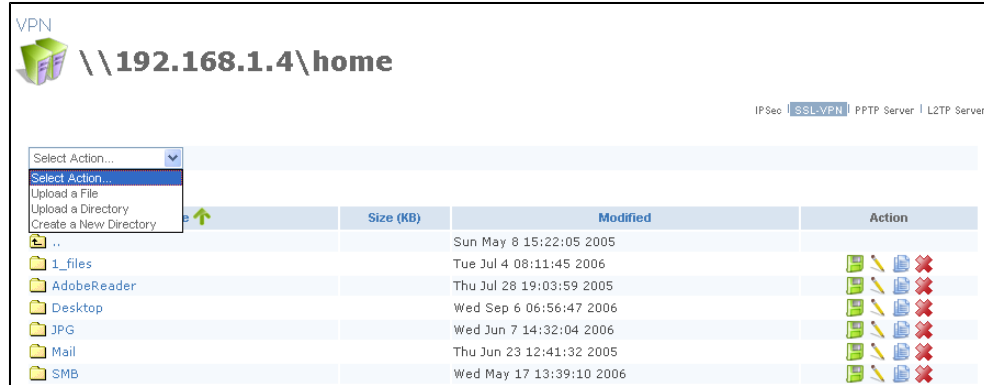 VPN
\\192.168.1.4\home
IPSec | SSL-VPN | PPTP Server | L2TP Server
Select Action...
Select Action...
Upload a File
Upload a Directory
Create a New Directory
e Size (KB) Modified Action
.. Sun May 8 15:22:05 2005
1_files Tue Jul 4 08:11:45 2006
AdobeReader Thu Jul 28 19:03:59 2005
Desktop Wed Sep 6 06:56:47 2006
JPG Wed Jun 7 14:32:04 2006
Mail Thu Jun 23 12:41:32 2005
SMB Wed May 17 13:39:10 2006